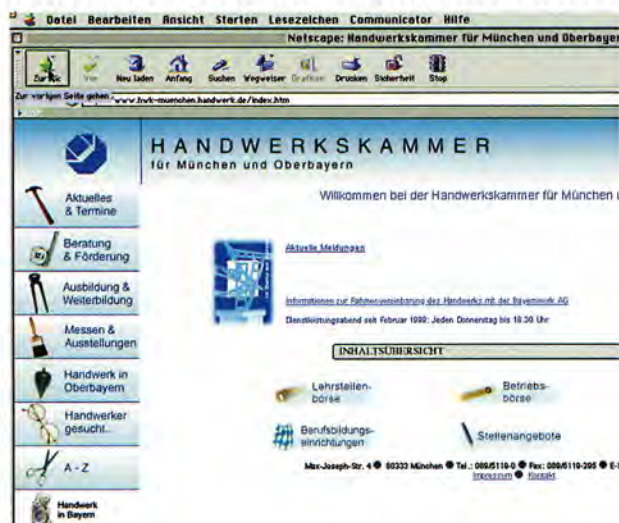 Datei Bearbeiten Ansicht Starten Lesezeichen Communicator Hilfe
Netscape: Handwerkskammer für München und Oberbayer
Zurück Vor Neu laden Anfang Suchen Wegweiser Grafiken Drucken Sicherheit Stop
Zur vorigen Seite gehen
www.hwk-muenchen.handwerk.de/index.htm
HANDWERKSKAMMER
für München und Oberbayern
Willkommen bei der Handwerkskammer für München u
Aktuelles
& Termine
Beratung
& Förderung
Ausbildung &
Weiterbildung
Messen &
Ausstellungen
Handwerk in
Oberbayern
Handwerker
gesucht...
A - Z
Handwerk
in Bayern
Aktuelle Meldungen
Informationen zur Rahmenvereinbarung des Handwerks mit der Bayernwerk AG
Dienstleistungsabend seit Februar 1999: Jeden Donnerstag bis 18.30 Uhr
INHALTSÜBERSICHT
Lehrstellen-
börse
Betriebs-
börse
Berufsbildungs-
einrichtungen
Stellenangebote
Max-Joseph-Str. 4 ● 80333 München ● Tel.: 089/5119-0 ● Fax: 089/5119-295 ● E-
Impressum ● Kontakt